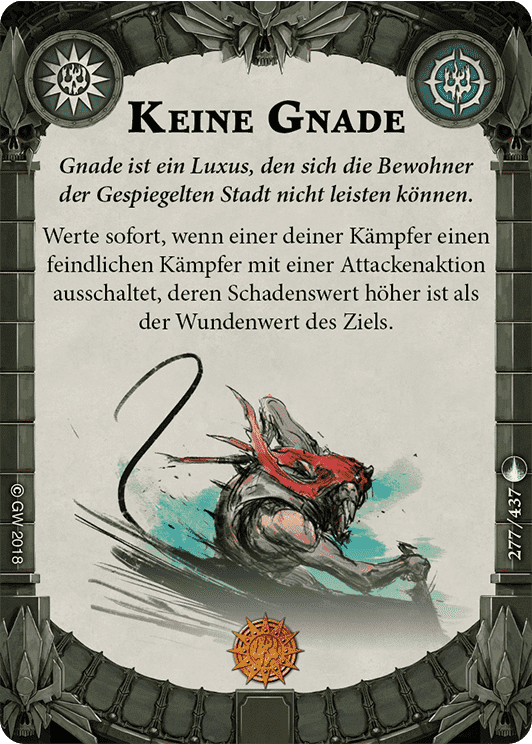 Keine Gnade
Gnade ist ein Luxus, den sich die Bewohner
der Gespiegelten Stadt nicht leisten können.
Werte sofort, wenn einer deiner Kämpfer einen
feindlichen Kämpfer mit einer Attackenaktion
ausschaltet, deren Schadenswert höher ist als
der Wundenwert des Ziels.
© GW 2018
277/437